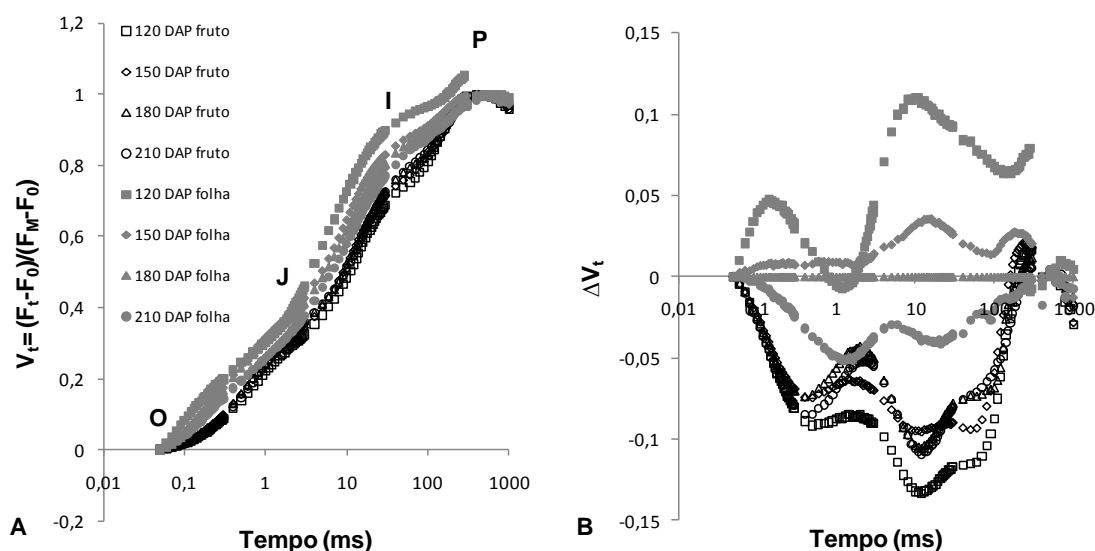 1,2
1
0,8
0,6
0,4
0,2
0
-0,2
V_t = (F_t-F_0)/(F_M-F_0)
120 DAP fruto
150 DAP fruto
180 DAP fruto
210 DAP fruto
120 DAP folha
150 DAP folha
180 DAP folha
210 DAP folha
O
J
I
P
0,01
0,1
1
10
100
1000
Tempo (ms)
A
0,15
0,1
0,05
0
-0,05
-0,1
-0,15
ΔV_t
0,01
0,1
1
10
100
1000
Tempo (ms)
B